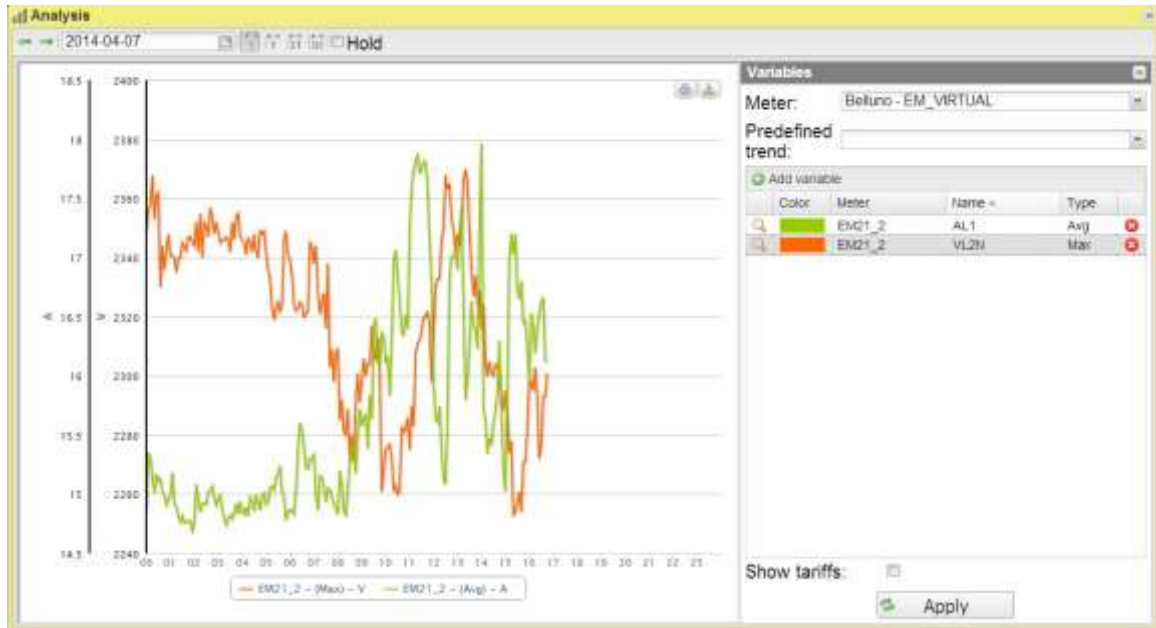 Analysis
2014-04-07
Hold
18.5
18
17.5
17
16.5
16
15.5
15
14.5
A
V
2400
2380
2360
2340
2320
2300
2280
2260
2240
00 01 02 03 04 05 06 07 08 09 10 11 12 13 14 15 16 17 18 19 20 21 22 23
EM21_2 - (Max) - V
EM21_2 - (Avg) - A
Variables
Meter: Belluno - EM_VIRTUAL
Predefined
trend:
Add variable
Color Meter Name Type
EM21_2 AL1 Avg
EM21_2 VL2N Max
Show tariffs:
Apply